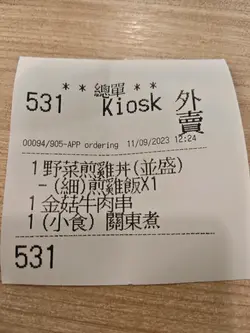 * * 總單 * *
531 Kiosk 外賣
00094/905-APP ordering 11/09/2023 12:24
1 野菜煎雞丼(並盛)
- (細)煎雞飯X1
1 金菇牛肉串
1 (小食) 關東煮
531